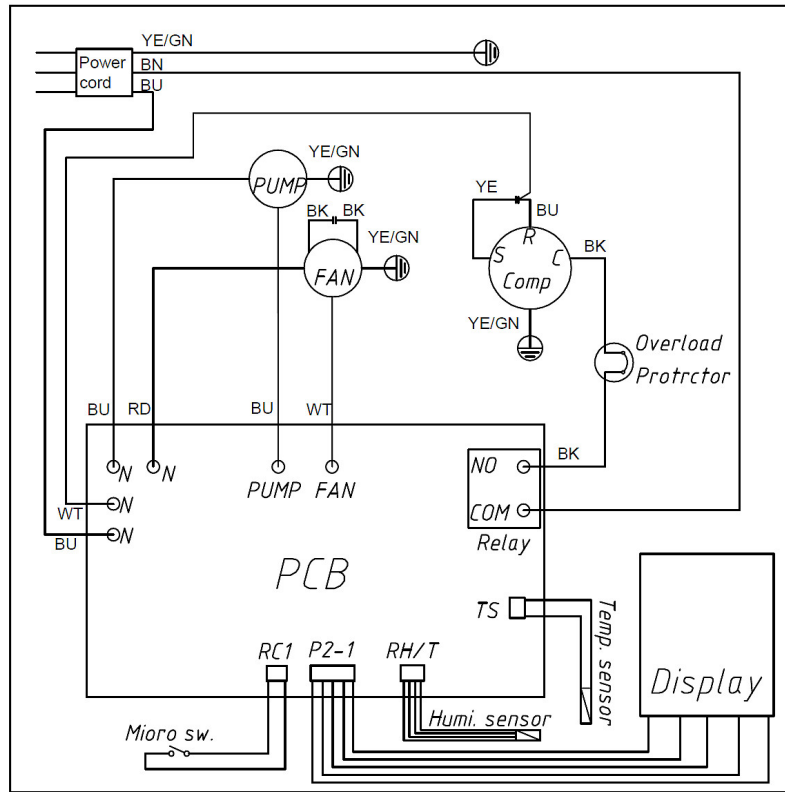 YE/GN
Power
cord
BN
BU
YE/GN
PUMP
BK BK
YE/GN
FAN
YE
BU
R
S
C
BK
Comp
YE/GN
Overload
Protrctor
BU
RD
BU
WT
N
N
PUMP
FAN
NO
BK
WT
N
COM
BU
N
Relay
PCB
TS
Temp. sensor
RC1
P2-1
RH/T
Display
Humi. sensor
Mioro sw.